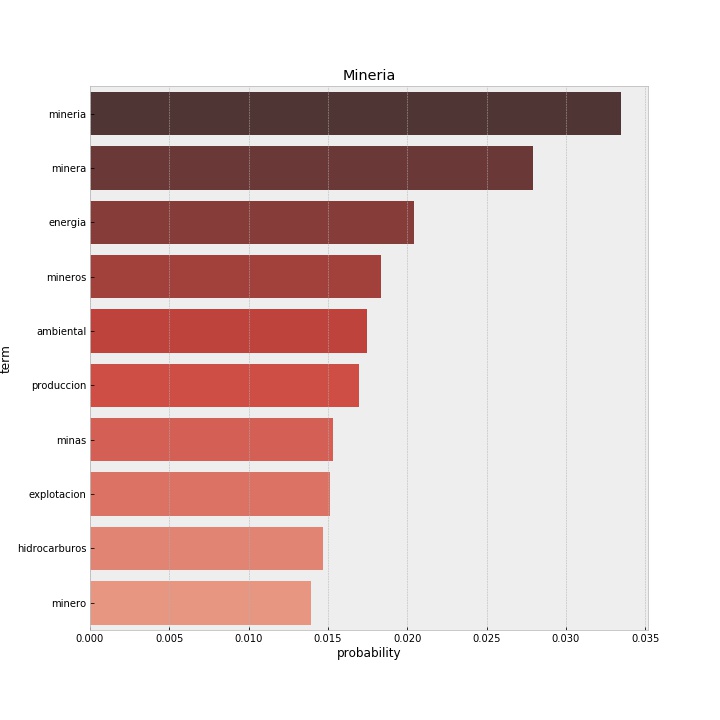 Mineria
mineria
minera
energia
mineros
ambiental
produccion
minas
explotacion
hidrocarburos
minero
term
0.000 0.005 0.010 0.015 0.020 0.025 0.030 0.035
probability